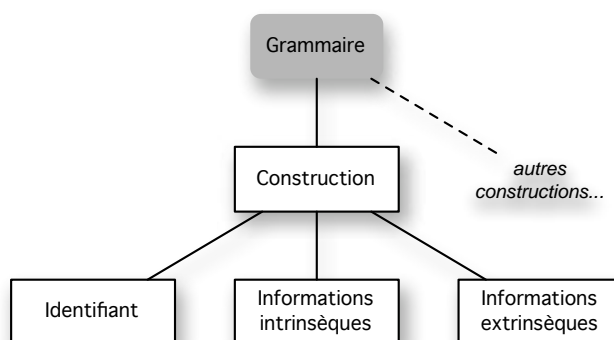 Grammaire
autres
constructions...
Construction
Identifiant
Informations
intrinsèques
Informations
extrinsèques